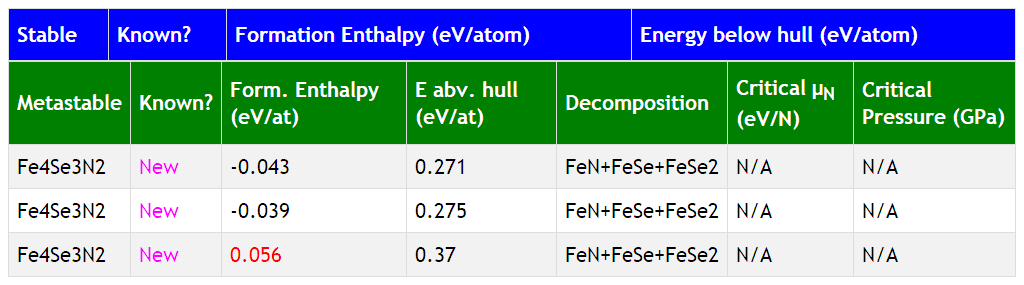 Stable Known? Formation Enthalpy (eV/atom) Energy below hull (eV/atom)
Metastable Known? Form. Enthalpy (eV/at) E abv. hull (eV/at) Decomposition Critical μN (eV/N) Critical Pressure (GPa)
Fe4Se3N2 New -0.043 0.271 FeN+FeSe+FeSe2 N/A N/A
Fe4Se3N2 New -0.039 0.275 FeN+FeSe+FeSe2 N/A N/A
Fe4Se3N2 New 0.056 0.37 FeN+FeSe+FeSe2 N/A N/A